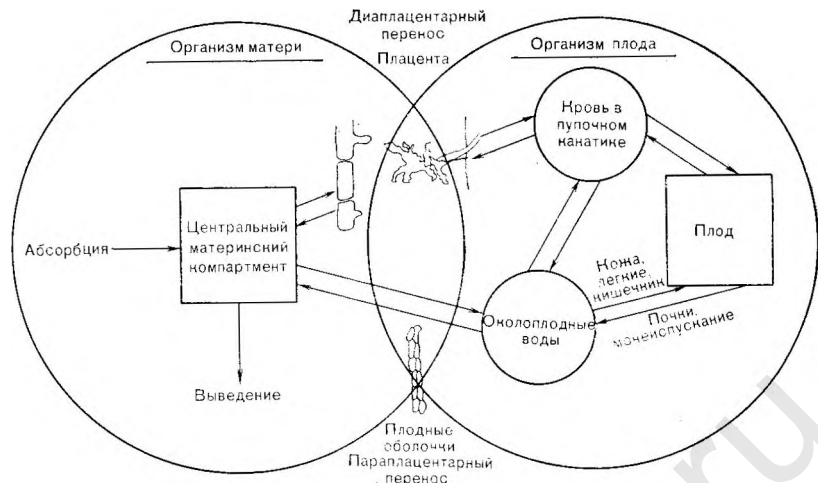 Диаплацентарный
перенос
Плацента
Организм матери
Организм плода
Кровь в
пупочном
канатике
Центральный
материнский
компартмент
Абсорбция
Плод
Кожа,
легкие,
кишечник
Околоплодные
воды
Почки,
мочеиспускание
Выведение
Плодные
оболочки
Параплацентарный
перенос
ru